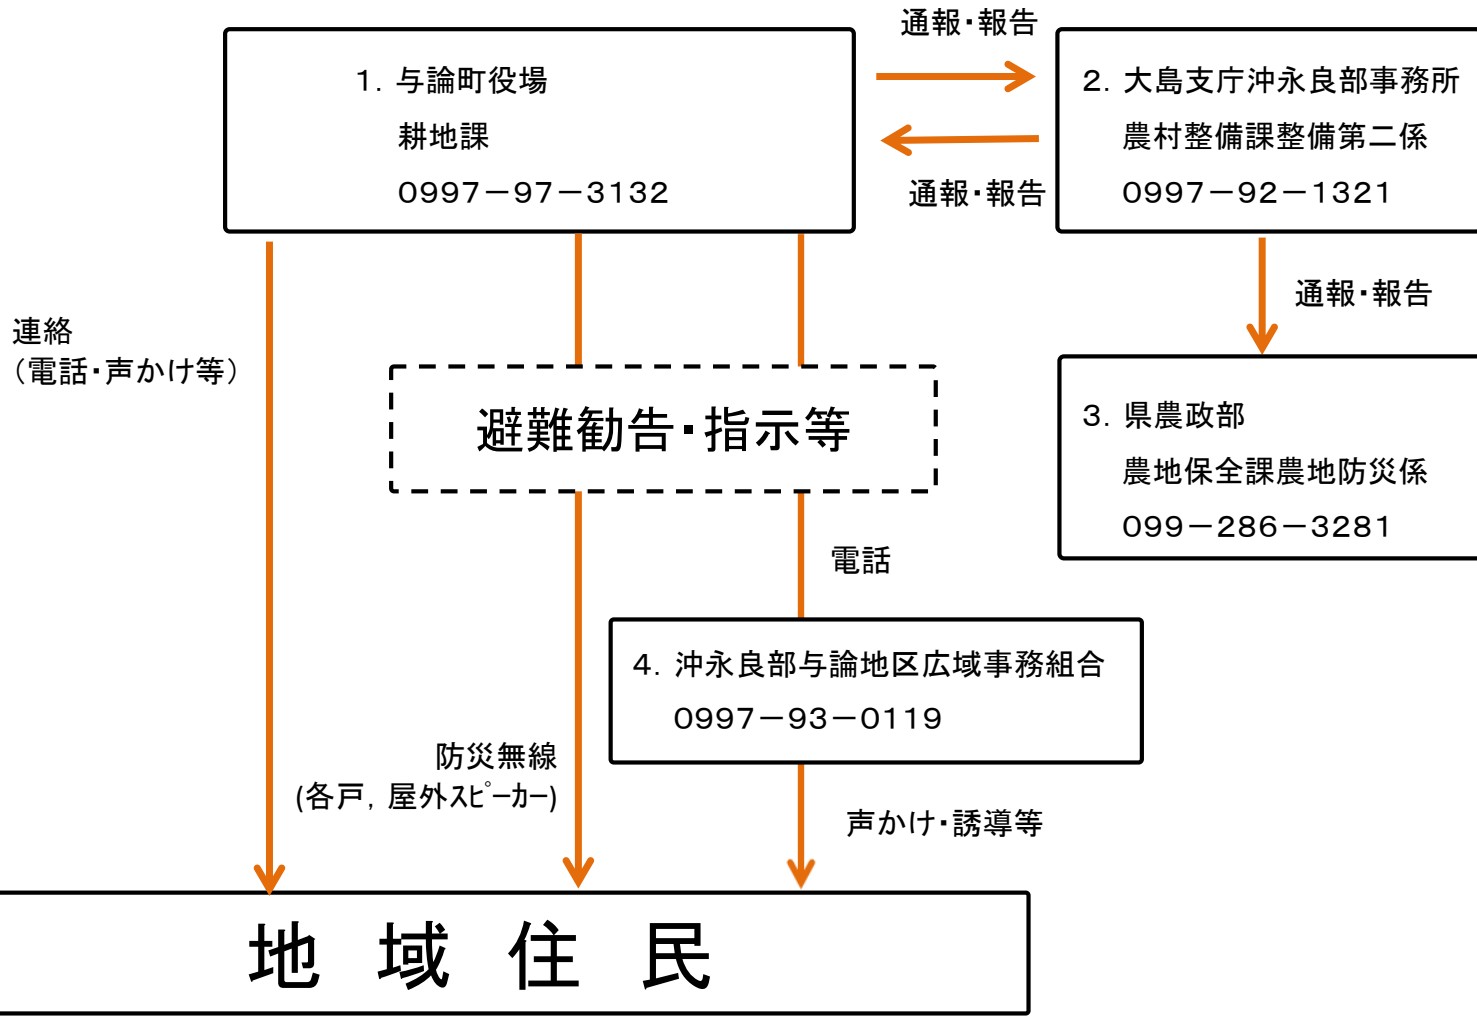 通報・報告
1. 与論町役場
耕地課
0997－97－3132
2. 大島支庁沖永良部事務所
農村整備課整備第二係
0997－92－1321
通報・報告
通報・報告
連絡
（電話・声かけ等）
避難勧告・指示等
3. 県農政部
農地保全課農地防災係
099－286－3281
電話
4. 沖永良部与論地区広域事務組合
0997－93－0119
防災無線
(各戸, 屋外ｽﾋﾟｰｶｰ)
声かけ・誘導等
地 域 住 民